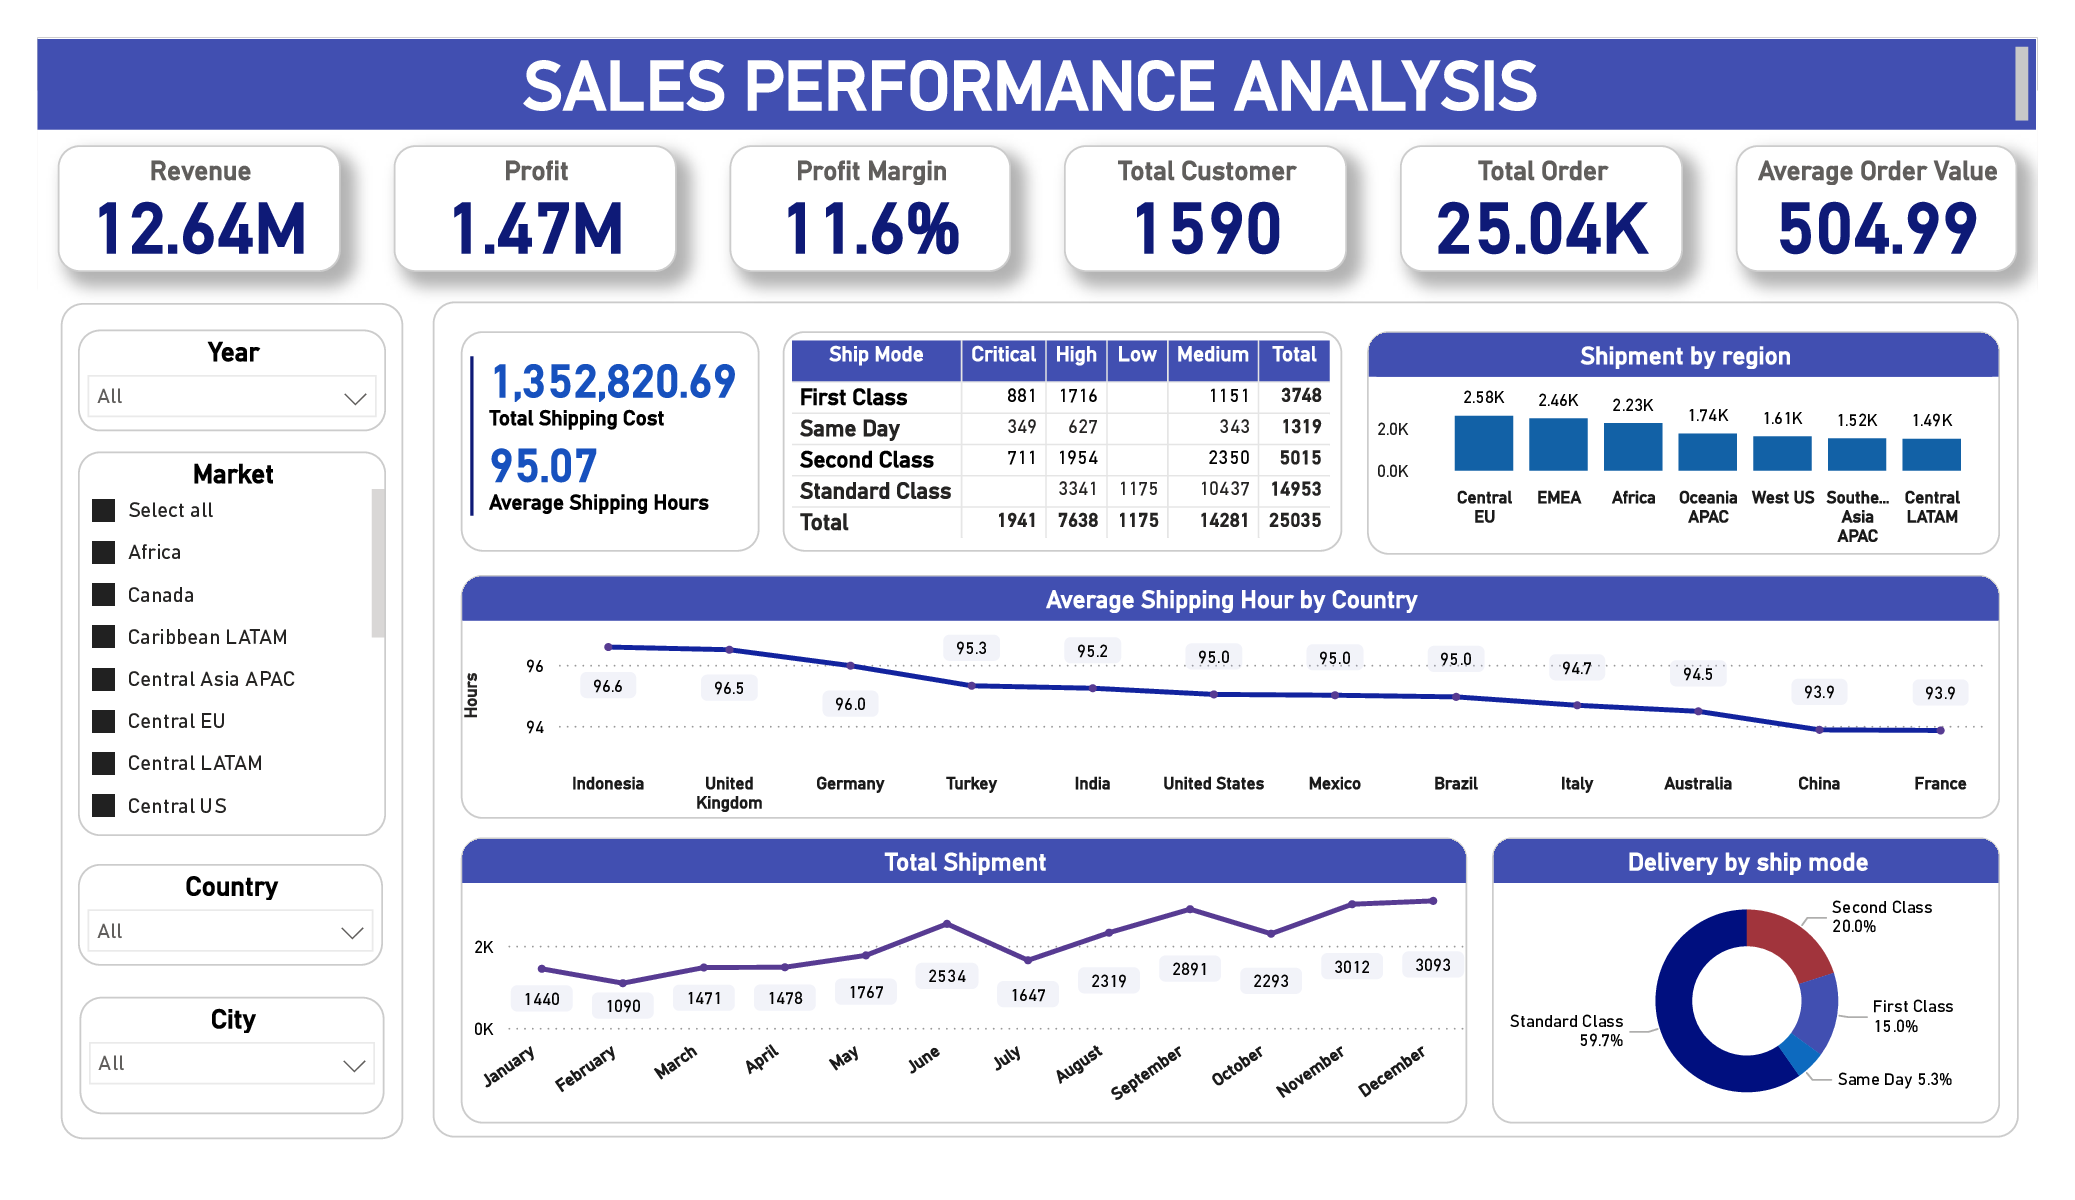 SALES PERFORMANCE ANALYSIS
Revenue
12.64M
Profit
1.47M
Profit Margin
11.6%
Total Customer
1590
Total Order
25.04K
Average Order Value
504.99
Year
All
Market
Select all
Africa
Canada
Caribbean LATAM
Central Asia APAC
Central EU
Central LATAM
Central US
Country
All
City
All
1,352,820.69
Total Shipping Cost
95.07
Average Shipping Hours
Ship Mode Critical High Low Medium Total
First Class 881 1716 1151 3748
Same Day 349 627 343 1319
Second Class 711 1954 2350 5015
Standard Class 3341 1175 10437 14953
Total 1941 7638 1175 14281 25035
Shipment by region
2.58K 2.46K 2.23K 1.74K 1.61K 1.52K 1.49K
2.0K
0.0K
Central EMEA Africa Oceania West US Southe... Central
EU APAC Asia LATAM
APAC
Average Shipping Hour by Country
Hours
96
94
96.6 96.5 96.0 95.3 95.2 95.0 95.0 95.0 94.7 94.5 93.9 93.9
Indonesia United Germany Turkey India United States Mexico Brazil Italy Australia China France
Kingdom
Total Shipment
2K
0K
1440 1090 1471 1478 1767 2534 1647 2319 2891 2293 3012 3093
January February March April May June July August September October November December
Delivery by ship mode
Second Class
20.0%
First Class
15.0%
Standard Class
59.7%
Same Day 5.3%